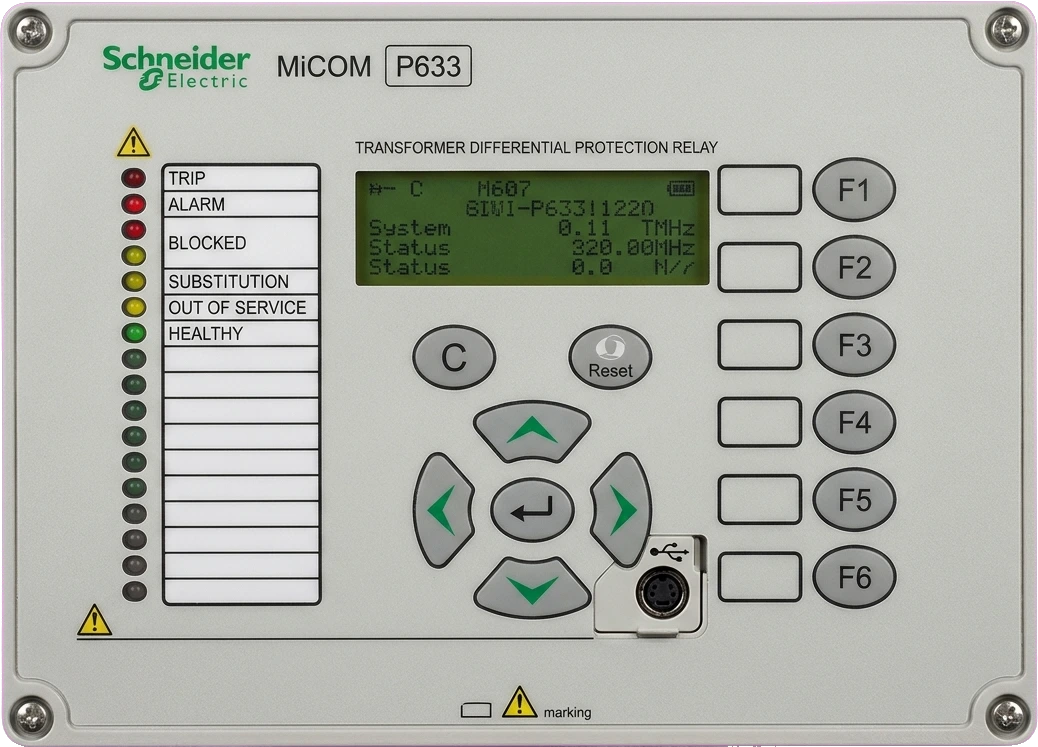 Schneider
Electric
MiCOM P633
TRANSFORMER DIFFERENTIAL PROTECTION RELAY
TRIP
ALARM
BLOCKED
SUBSTITUTION
OUT OF SERVICE
HEALTHY
C M607
System 0.11 TMHz
Status 320.00MHz
Status 0.0 N/r
C
Reset
F1
F2
F3
F4
F5
F6
marking